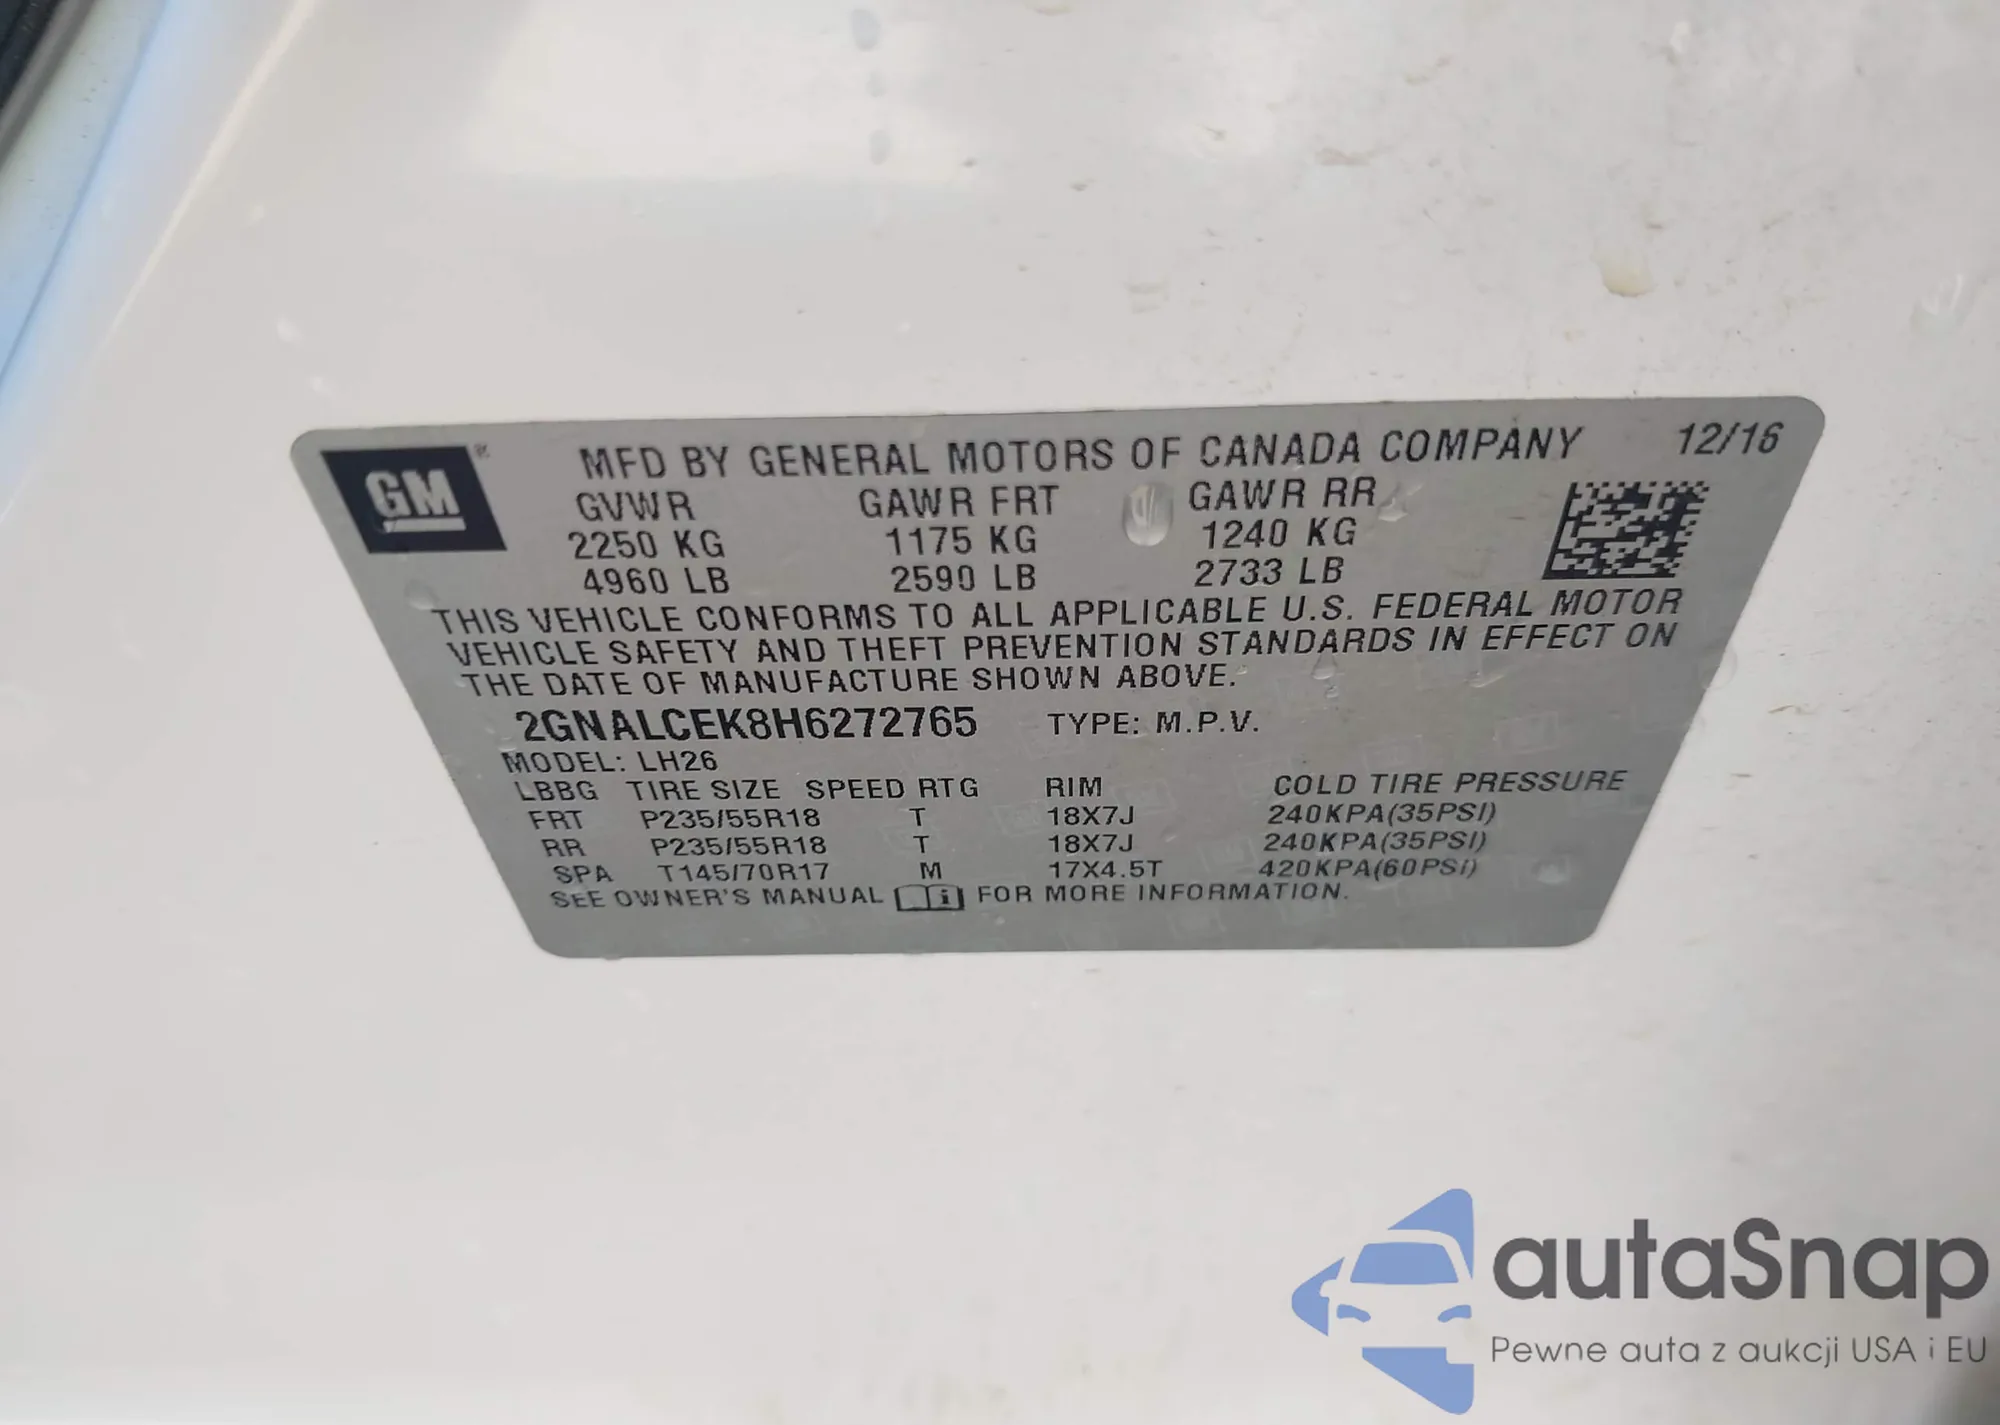 GM ® MFD BY GENERAL MOTORS OF CANADA COMPANY 12/16
GVWR GAWR FRT GAWR RR
2250 KG 1175 KG 1240 KG
4960 LB 2590 LB 2733 LB
THIS VEHICLE CONFORMS TO ALL APPLICABLE U.S. FEDERAL MOTOR
VEHICLE SAFETY AND THEFT PREVENTION STANDARDS IN EFFECT ON
THE DATE OF MANUFACTURE SHOWN ABOVE.
2GNALCEK8H6272765 TYPE: M.P.V.
MODEL: LH26
LBBG TIRE SIZE SPEED RTG RIM COLD TIRE PRESSURE
FRT P235/55R18 T 18X7J 240KPA(35PSI)
RR P235/55R18 T 18X7J 240KPA(35PSI)
SPA T145/70R17 M 17X4.5T 420KPA(60PSI)
SEE OWNER'S MANUAL i FOR MORE INFORMATION.
autaSnap
Pewne auta z aukcji USA i EU